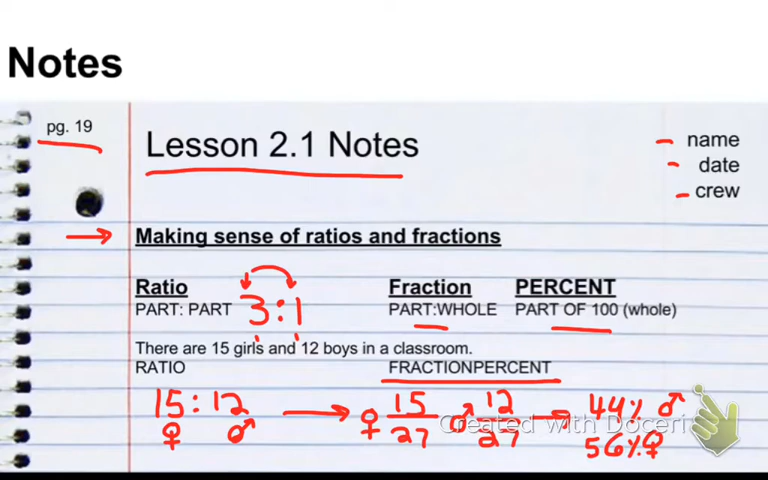 Notes
pg. 19
Lesson 2.1 Notes
name
date
crew
Making sense of ratios and fractions
Ratio Fraction PERCENT
PART: PART 3:1 PART:WHOLE PART OF 100 (whole)
There are 15 girls and 12 boys in a classroom.
RATIO FRACTIONPERCENT
15:12 → ♀ 15/27 ♂ 12/27 → 44% ♂
♀ ♂ 56% ♀
Created with Doceri